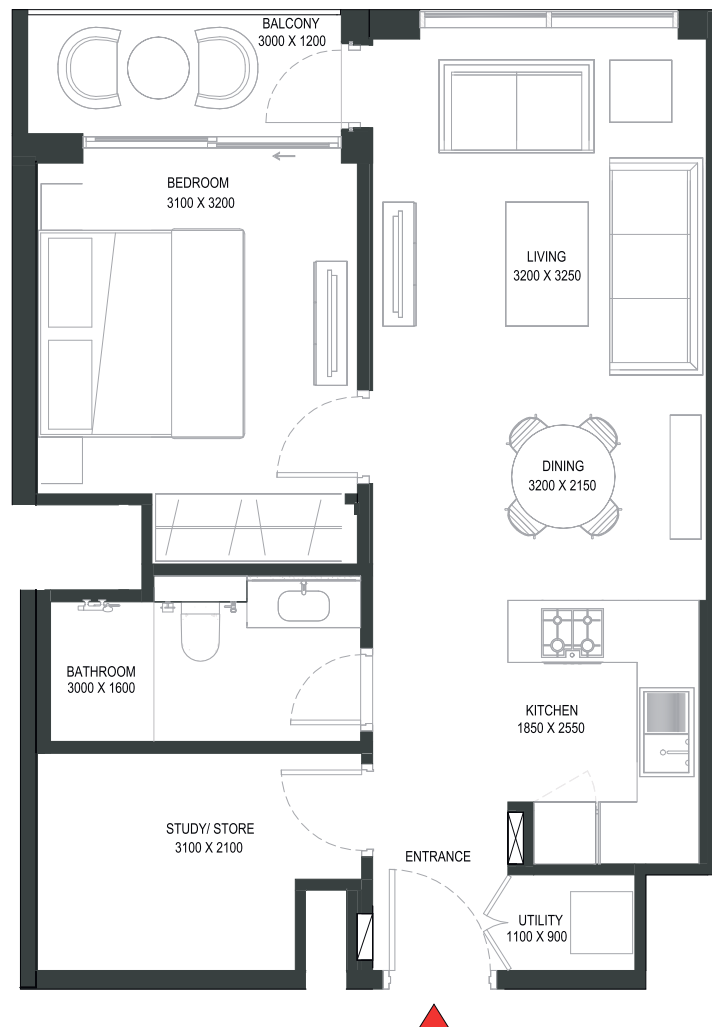 BALCONY
3000 X 1200
BEDROOM
3100 X 3200
LIVING
3200 X 3250
DINING
3200 X 2150
BATHROOM
3000 X 1600
KITCHEN
1850 X 2550
STUDY/ STORE
3100 X 2100
ENTRANCE
UTILITY
1100 X 900